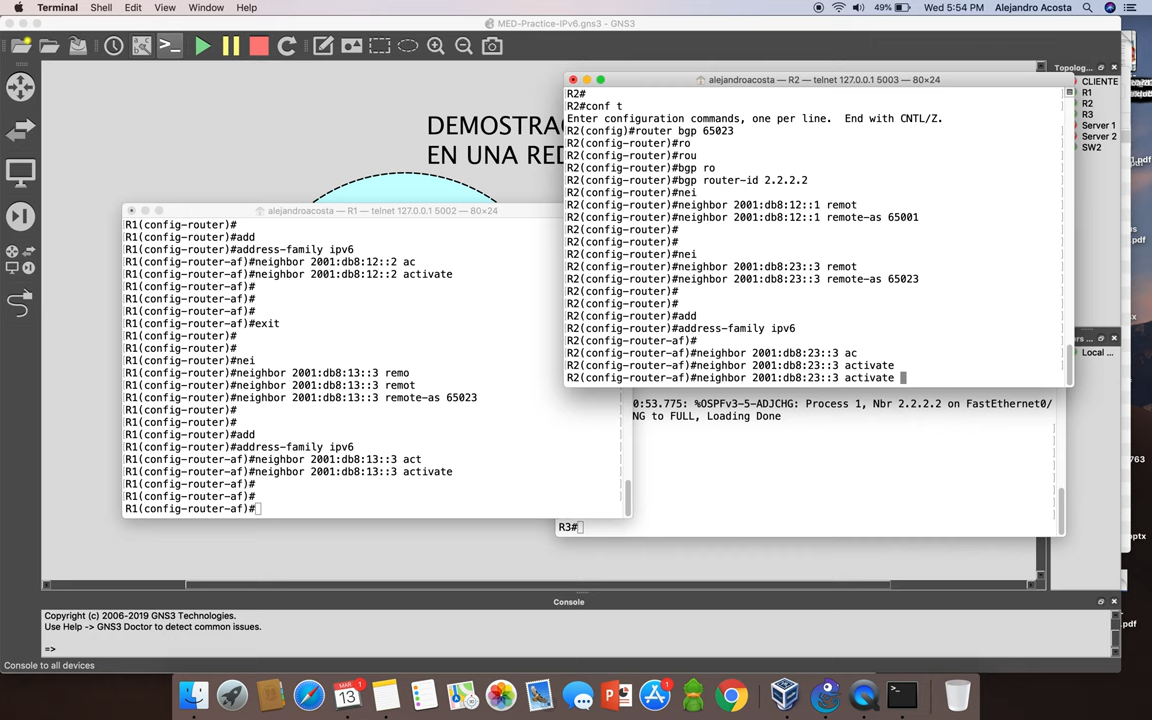 Terminal Shell Edit View Window Help
49% Wed 5:54 PM Alejandro Acosta
MED-Practice-IPv6.gns3 — GNS3
Topolog...
CLIENTE
R1
R2
R3
Server 1
Server 2
SW2
DEMOSTRA
EN UNA RED
alejandroacosta — R2 — telnet 127.0.0.1 5003 — 80×24
R2#
R2#conf t
Enter configuration commands, one per line.  End with CNTL/Z.
R2(config)#router bgp 65023
R2(config-router)#ro
R2(config-router)#rou
R2(config-router)#bgp ro
R2(config-router)#bgp router-id 2.2.2.2
R2(config-router)#nei
R2(config-router)#neighbor 2001:db8:12::1 remot
R2(config-router)#neighbor 2001:db8:12::1 remote-as 65001
R2(config-router)#
R2(config-router)#
R2(config-router)#nei
R2(config-router)#neighbor 2001:db8:23::3 remot
R2(config-router)#neighbor 2001:db8:23::3 remote-as 65023
R2(config-router)#
R2(config-router)#
R2(config-router)#add
R2(config-router)#address-family ipv6
R2(config-router-af)#
R2(config-router-af)#neighbor 2001:db8:23::3 ac
R2(config-router-af)#neighbor 2001:db8:23::3 activate
R2(config-router-af)#neighbor 2001:db8:23::3 activate
alejandroacosta — R1 — telnet 127.0.0.1 5002 — 80×24
R1(config-router)#
R1(config-router)#add
R1(config-router)#address-family ipv6
R1(config-router-af)#neighbor 2001:db8:12::2 ac
R1(config-router-af)#neighbor 2001:db8:12::2 activate
R1(config-router-af)#
R1(config-router-af)#
R1(config-router-af)#
R1(config-router-af)#exit
R1(config-router)#
R1(config-router)#
R1(config-router)#nei
R1(config-router)#neighbor 2001:db8:13::3 remo
R1(config-router)#neighbor 2001:db8:13::3 remot
R1(config-router)#neighbor 2001:db8:13::3 remote-as 65023
R1(config-router)#
R1(config-router)#
R1(config-router)#add
R1(config-router)#address-family ipv6
R1(config-router-af)#neighbor 2001:db8:13::3 act
R1(config-router-af)#neighbor 2001:db8:13::3 activate
R1(config-router-af)#
R1(config-router-af)#
R1(config-router-af)#
0:53.775: %OSPFv3-5-ADJCHG: Process 1, Nbr 2.2.2.2 on FastEthernet0/
NG to FULL, Loading Done
R3#
rs ...
Local ...
Console
Copyright (c) 2006-2019 GNS3 Technologies.
Use Help -> GNS3 Doctor to detect common issues.
=>
Console to all devices
.pdf
763
pptx
.pdf
MAR
13